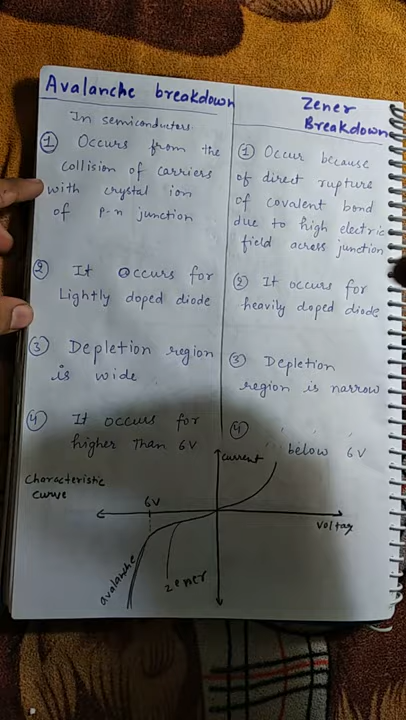 Avalanche breakdown
In semiconductors
① Occurs from the
collision of carriers
with crystal ion
of p-n junction
② It occurs for
Lightly doped diode
③ Depletion region
is wide
④ It occurs for
higher Than 6V
Zener
Breakdown
① Occur because
of direct rupture
of covalent bond
due to high electric
field across junction
② It occurs for
heavily doped diode
③ Depletion
region is narrow
④ " " "
" below 6V
Characteristic
curve
current
6V
Voltag
avalanche
zener